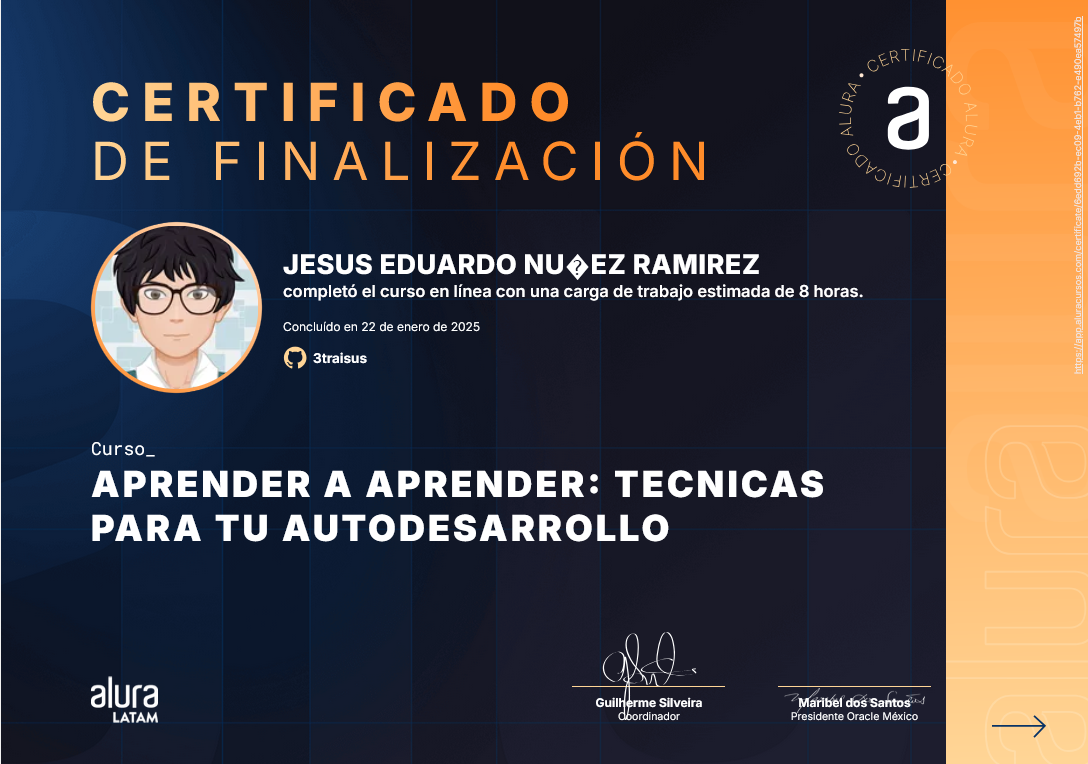 CERTIFICADO
DE FINALIZACIÓN
CERTIFICADO ALURA • CERTIFICADO ALURA •
a
JESUS EDUARDO NU�EZ RAMIREZ
completó el curso en línea con una carga de trabajo estimada de 8 horas.
Concluído en 22 de enero de 2025
3traisus
Curso_
APRENDER A APRENDER: TECNICAS
PARA TU AUTODESARROLLO
alura
LATAM
Guilherme Silveira
Coordinador
Maribel dos Santos
Presidente Oracle México
alura